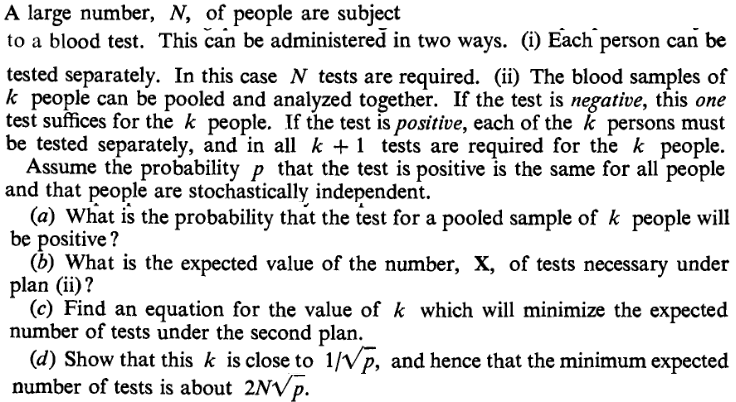 A large number, N, of people are subject
to a blood test. This can be administered in two ways. (i) Each person can be
tested separately. In this case N tests are required. (ii) The blood samples of
k people can be pooled and analyzed together. If the test is negative, this one
test suffices for the k people. If the test is positive, each of the k persons must
be tested separately, and in all k + 1 tests are required for the k people.
Assume the probability p that the test is positive is the same for all people
and that people are stochastically independent.
(a) What is the probability that the test for a pooled sample of k people will
be positive?
(b) What is the expected value of the number, X, of tests necessary under
plan (ii)?
(c) Find an equation for the value of k which will minimize the expected
number of tests under the second plan.
(d) Show that this k is close to 1/√p, and hence that the minimum expected
number of tests is about 2N√p.